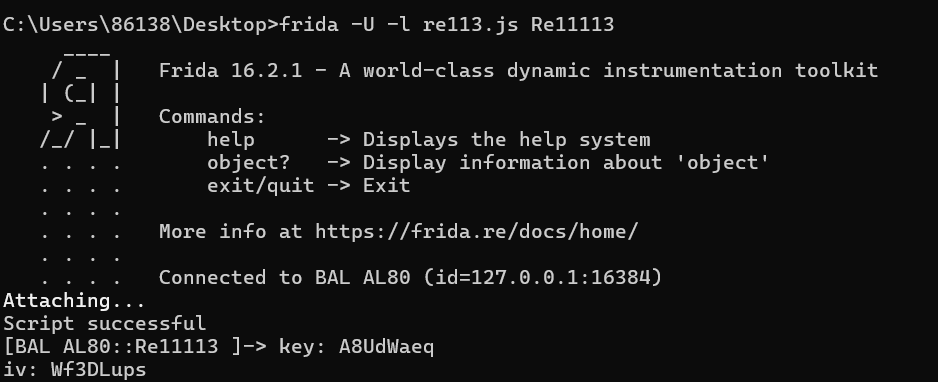 C:\Users\86138\Desktop>frida -U -l re113.js Re11113
     ____
    / _  |   Frida 16.2.1 - A world-class dynamic instrumentation toolkit
   | (_| |
    > _  |   Commands:
   /_/ |_|       help      -> Displays the help system
   . . . .       object?   -> Display information about 'object'
   . . . .       exit/quit -> Exit
   . . . .
   . . . .   More info at https://frida.re/docs/home/
   . . . .
   . . . .   Connected to BAL AL80 (id=127.0.0.1:16384)
Attaching...
Script successful
[BAL AL80::Re11113 ]-> key: A8UdWaeq
iv: Wf3DLups